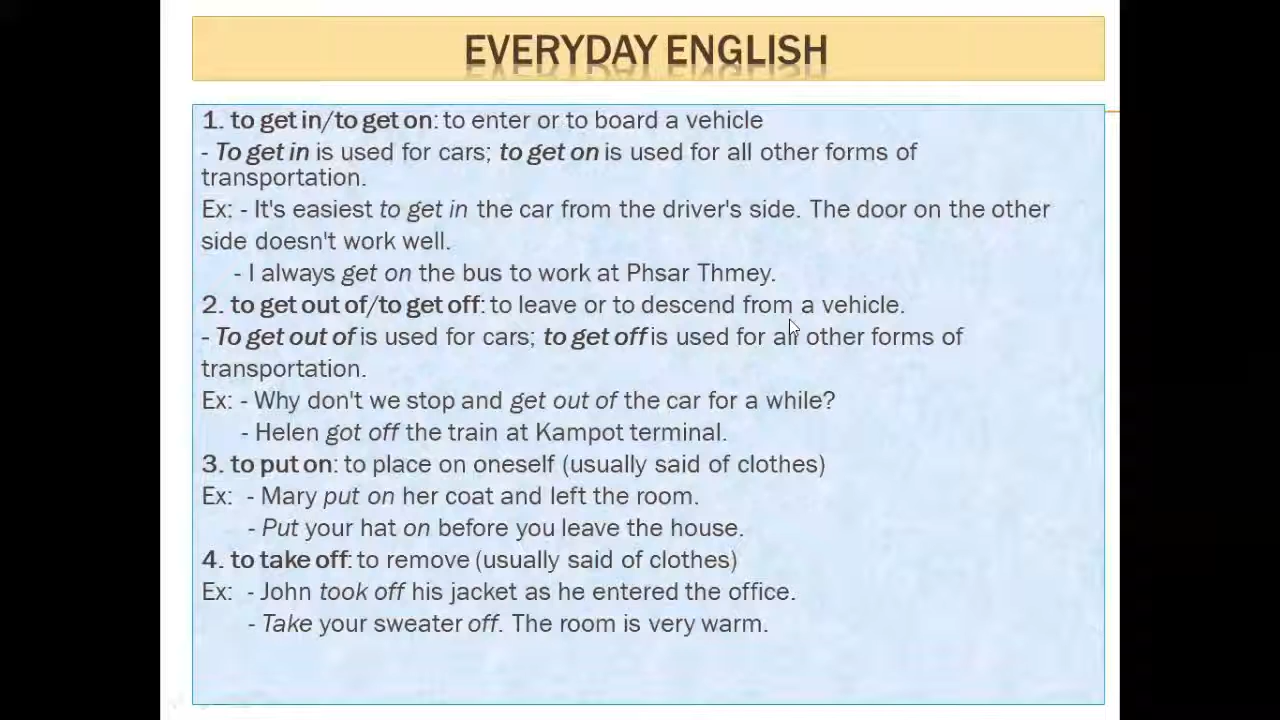 EVERYDAY ENGLISH
1. to get in/to get on: to enter or to board a vehicle
- To get in is used for cars; to get on is used for all other forms of
transportation.
Ex: - It's easiest to get in the car from the driver's side. The door on the other
side doesn't work well.
- I always get on the bus to work at Phsar Thmey.
2. to get out of/to get off: to leave or to descend from a vehicle.
- To get out of is used for cars; to get off is used for all other forms of
transportation.
Ex: - Why don't we stop and get out of the car for a while?
- Helen got off the train at Kampot terminal.
3. to put on: to place on oneself (usually said of clothes)
Ex: - Mary put on her coat and left the room.
- Put your hat on before you leave the house.
4. to take off: to remove (usually said of clothes)
Ex: - John took off his jacket as he entered the office.
- Take your sweater off. The room is very warm.